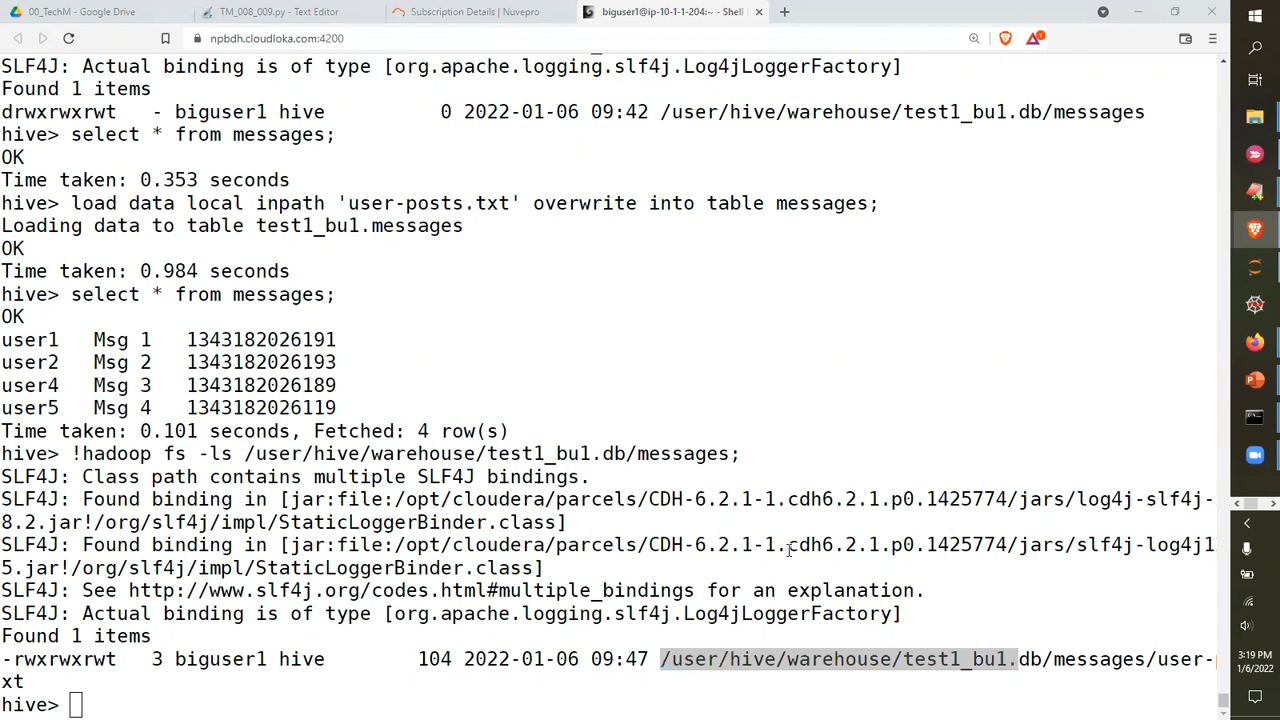 00_TechM - Google Drive
TM_008_009.py - Text Editor
Subscription Details | Nuvepro
biguser1@ip-10-1-1-204:~ - Shell
npbdh.cloudloka.com:4200
SLF4J: Actual binding is of type [org.apache.logging.slf4j.Log4jLoggerFactory]
Found 1 items
drwxrwxrwt   - biguser1 hive          0 2022-01-06 09:42 /user/hive/warehouse/test1_bu1.db/messages
hive> select * from messages;
OK
Time taken: 0.353 seconds
hive> load data local inpath 'user-posts.txt' overwrite into table messages;
Loading data to table test1_bu1.messages
OK
Time taken: 0.984 seconds
hive> select * from messages;
OK
user1   Msg 1   1343182026191
user2   Msg 2   1343182026193
user4   Msg 3   1343182026189
user5   Msg 4   1343182026119
Time taken: 0.101 seconds, Fetched: 4 row(s)
hive> !hadoop fs -ls /user/hive/warehouse/test1_bu1.db/messages;
SLF4J: Class path contains multiple SLF4J bindings.
SLF4J: Found binding in [jar:file:/opt/cloudera/parcels/CDH-6.2.1-1.cdh6.2.1.p0.1425774/jars/log4j-slf4j-
8.2.jar!/org/slf4j/impl/StaticLoggerBinder.class]
SLF4J: Found binding in [jar:file:/opt/cloudera/parcels/CDH-6.2.1-1.cdh6.2.1.p0.1425774/jars/slf4j-log4j1
5.jar!/org/slf4j/impl/StaticLoggerBinder.class]
SLF4J: See http://www.slf4j.org/codes.html#multiple_bindings for an explanation.
SLF4J: Actual binding is of type [org.apache.logging.slf4j.Log4jLoggerFactory]
Found 1 items
-rwxrwxrwt   3 biguser1 hive        104 2022-01-06 09:47 /user/hive/warehouse/test1_bu1.db/messages/user-
xt
hive>
3:19 PM
1/6/2022